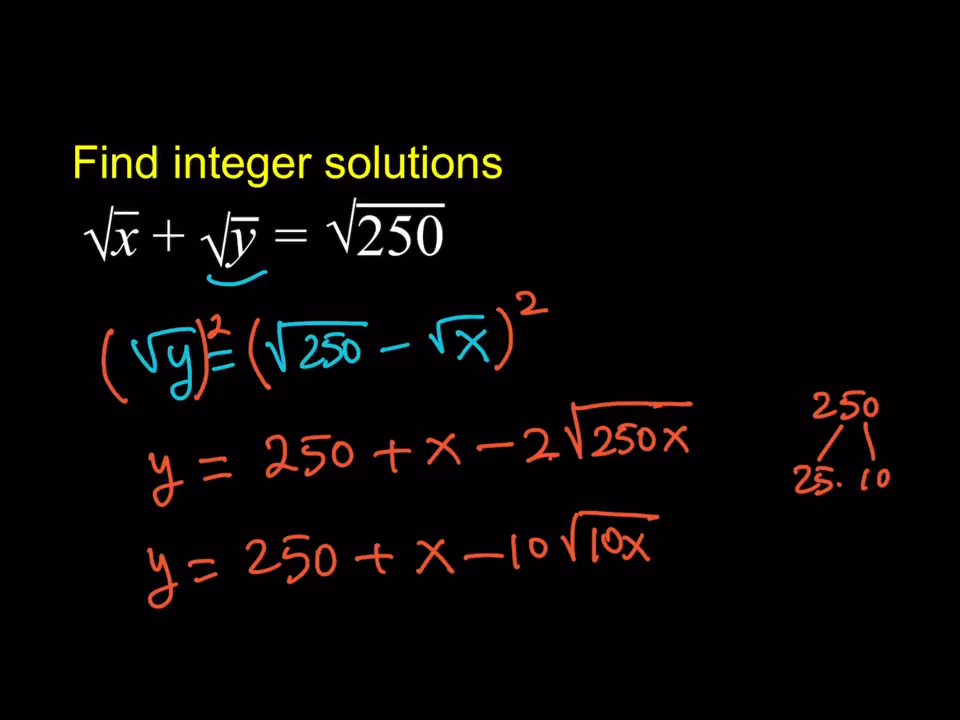 Find integer solutions
√x + √y = √250
(√y)² = (√250 − √x)²
y = 250 + x − 2√250x
250
25 · 10
y = 250 + x − 10√10x